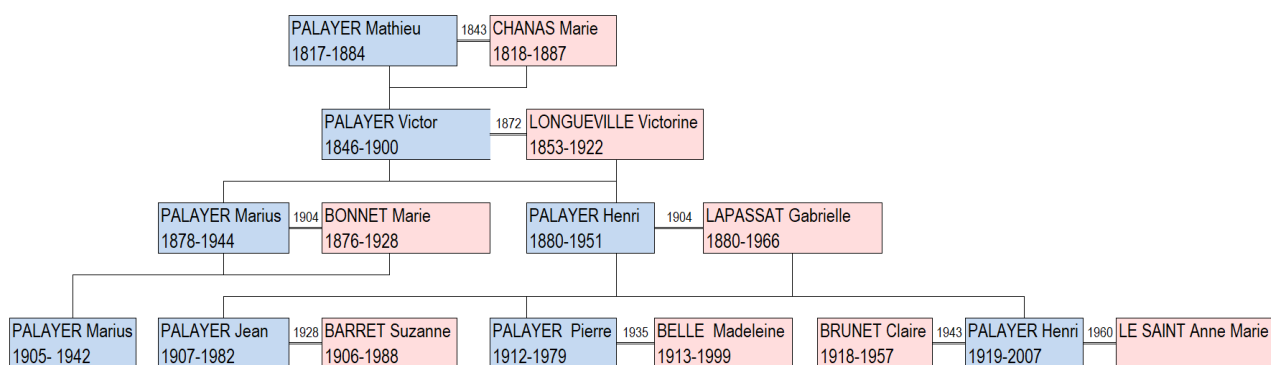 PALAYER Mathieu
1817-1884
1843
CHANAS Marie
1818-1887
PALAYER Victor
1846-1900
1872
LONGUEVILLE Victorine
1853-1922
PALAYER Marius
1878-1944
1904
BONNET Marie
1876-1928
PALAYER Henri
1880-1951
1904
LAPASSAT Gabrielle
1880-1966
PALAYER Marius
1905- 1942
PALAYER Jean
1907-1982
1928
BARRET Suzanne
1906-1988
PALAYER  Pierre
1912-1979
1935
BELLE  Madeleine
1913-1999
BRUNET Claire
1918-1957
1943
PALAYER Henri
1919-2007
1960
LE SAINT Anne Marie